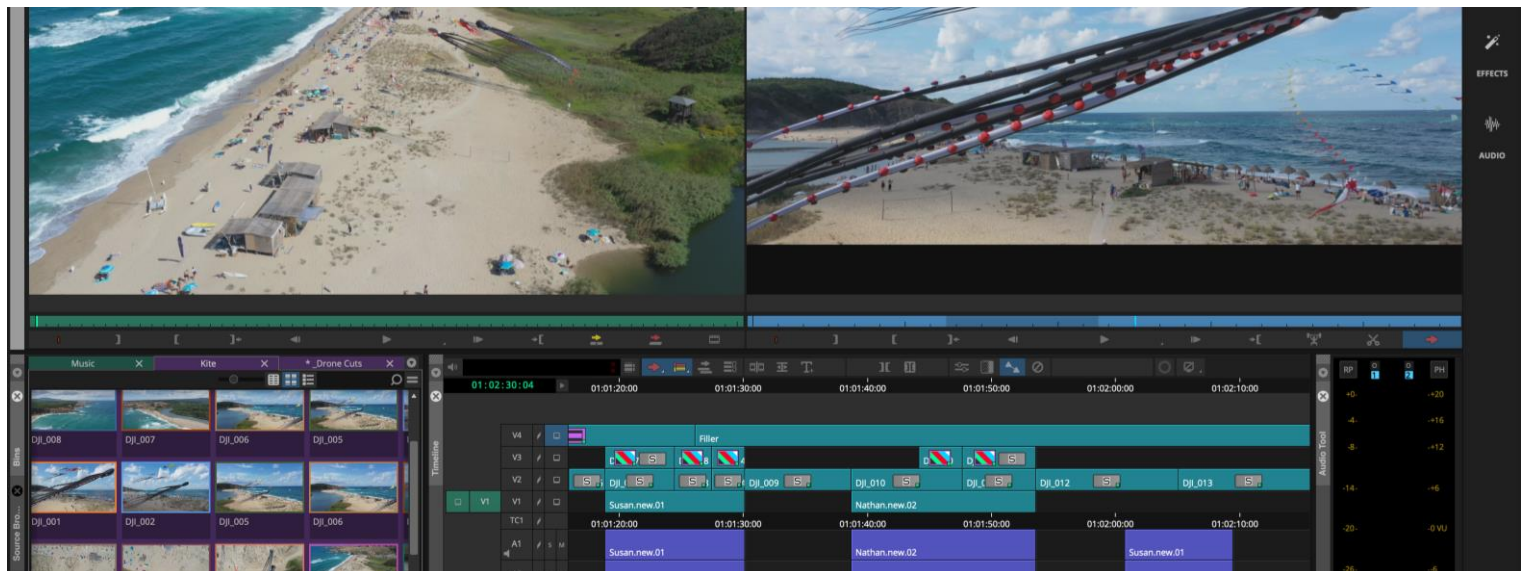 EFFECTS
AUDIO
Music
Kite
*_Drone Cuts
RP
PH
01:02:30:04
01:01:20:00
01:01:30:00
01:01:40:00
01:01:50:00
01:02:00:00
01:02:10:00
DJI_008
DJI_007
DJI_006
DJI_005
DJI_001
DJI_002
DJI_005
DJI_006
Bins
Source Bro...
Timeline
Audio Tool
V4
Filler
V3
S
S
V2
S
S
S
S
DJI_009
S
DJI_010
S
S
DJI_012
S
DJI_013
S
V1
V1
Susan.new.01
Nathan.new.02
TC1
01:01:20:00
01:01:30:00
01:01:40:00
01:01:50:00
01:02:00:00
01:02:10:00
A1
S
M
Susan.new.01
Nathan.new.02
Susan.new.01
+0-
-+20
-4-
-+16
-8-
-+12
-14-
-+6
-20-
-0 VU